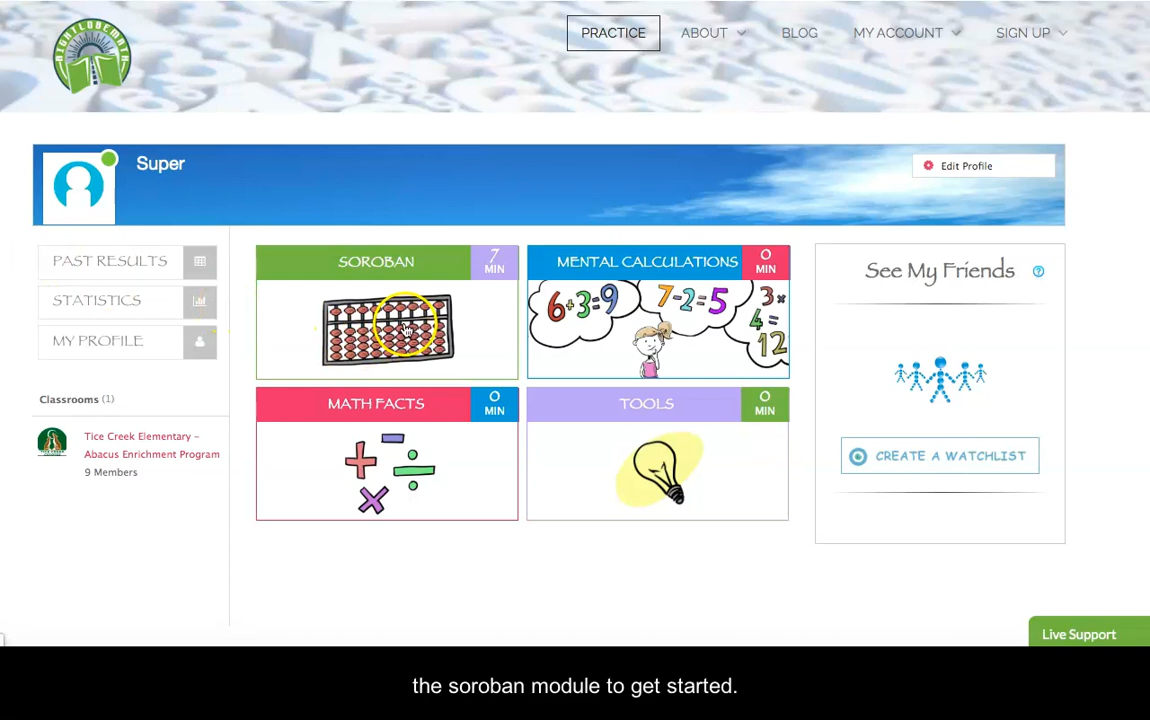 RIGHTLOBEMATH
PRACTICE
ABOUT
BLOG
MY ACCOUNT
SIGN UP
Super
Edit Profile
PAST RESULTS
STATISTICS
MY PROFILE
Classrooms (1)
Tice Creek Elementary –
Abacus Enrichment Program
9 Members
SOROBAN
7
MIN
MENTAL CALCULATIONS
0
MIN
6+3=9
7-2=5
3×
4=
12
MATH FACTS
0
MIN
TOOLS
0
MIN
See My Friends
?
CREATE A WATCHLIST
Live Support
the soroban module to get started.